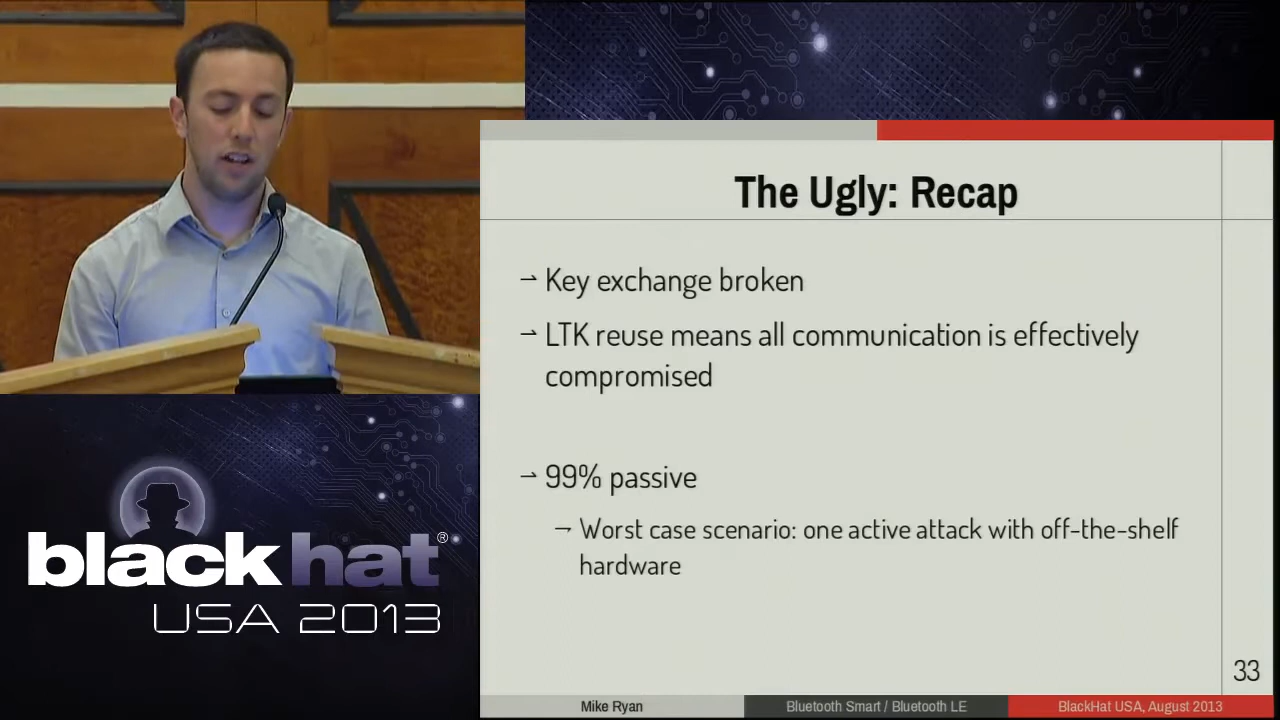 The Ugly: Recap
→ Key exchange broken
→ LTK reuse means all communication is effectively
compromised
→ 99% passive
→ Worst case scenario: one active attack with off-the-shelf
hardware
33
Mike Ryan
Bluetooth Smart / Bluetooth LE
BlackHat USA, August 2013
black hat®
USA 2013